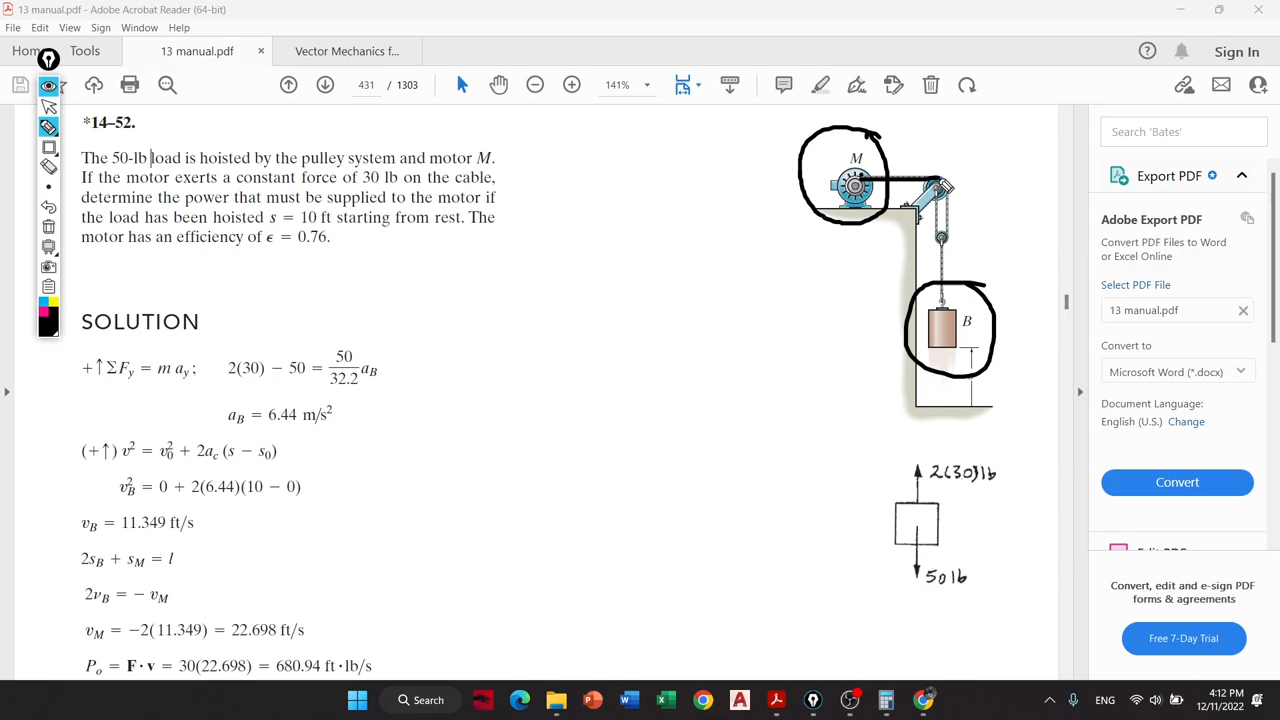 13 manual.pdf - Adobe Acrobat Reader (64-bit)
File Edit View Sign Window Help
Home Tools 13 manual.pdf × Vector Mechanics f... Sign In
431 / 1303 141%
*14–52.
The 50-lb load is hoisted by the pulley system and motor M.
If the motor exerts a constant force of 30 lb on the cable,
determine the power that must be supplied to the motor if
the load has been hoisted s = 10 ft starting from rest. The
motor has an efficiency of ϵ = 0.76.
M
B
SOLUTION
+↑ΣF_y = m a_y; 2(30) − 50 = 50/32.2 a_B
a_B = 6.44 m/s²
(+↑) v² = v₀² + 2a_c (s − s₀)
v_B² = 0 + 2(6.44)(10 − 0)
v_B = 11.349 ft/s
2s_B + s_M = l
2v_B = − v_M
v_M = −2(11.349) = 22.698 ft/s
P_o = F · v = 30(22.698) = 680.94 ft · lb/s
2(30)lb
50 lb
Search 'Bates'
Export PDF
Adobe Export PDF
Convert PDF Files to Word
or Excel Online
Select PDF File
13 manual.pdf
Convert to
Microsoft Word (*.docx)
Document Language:
English (U.S.) Change
Convert
Convert, edit and e-sign PDF
forms & agreements
Free 7-Day Trial
Search
ENG
4:12 PM
12/11/2022